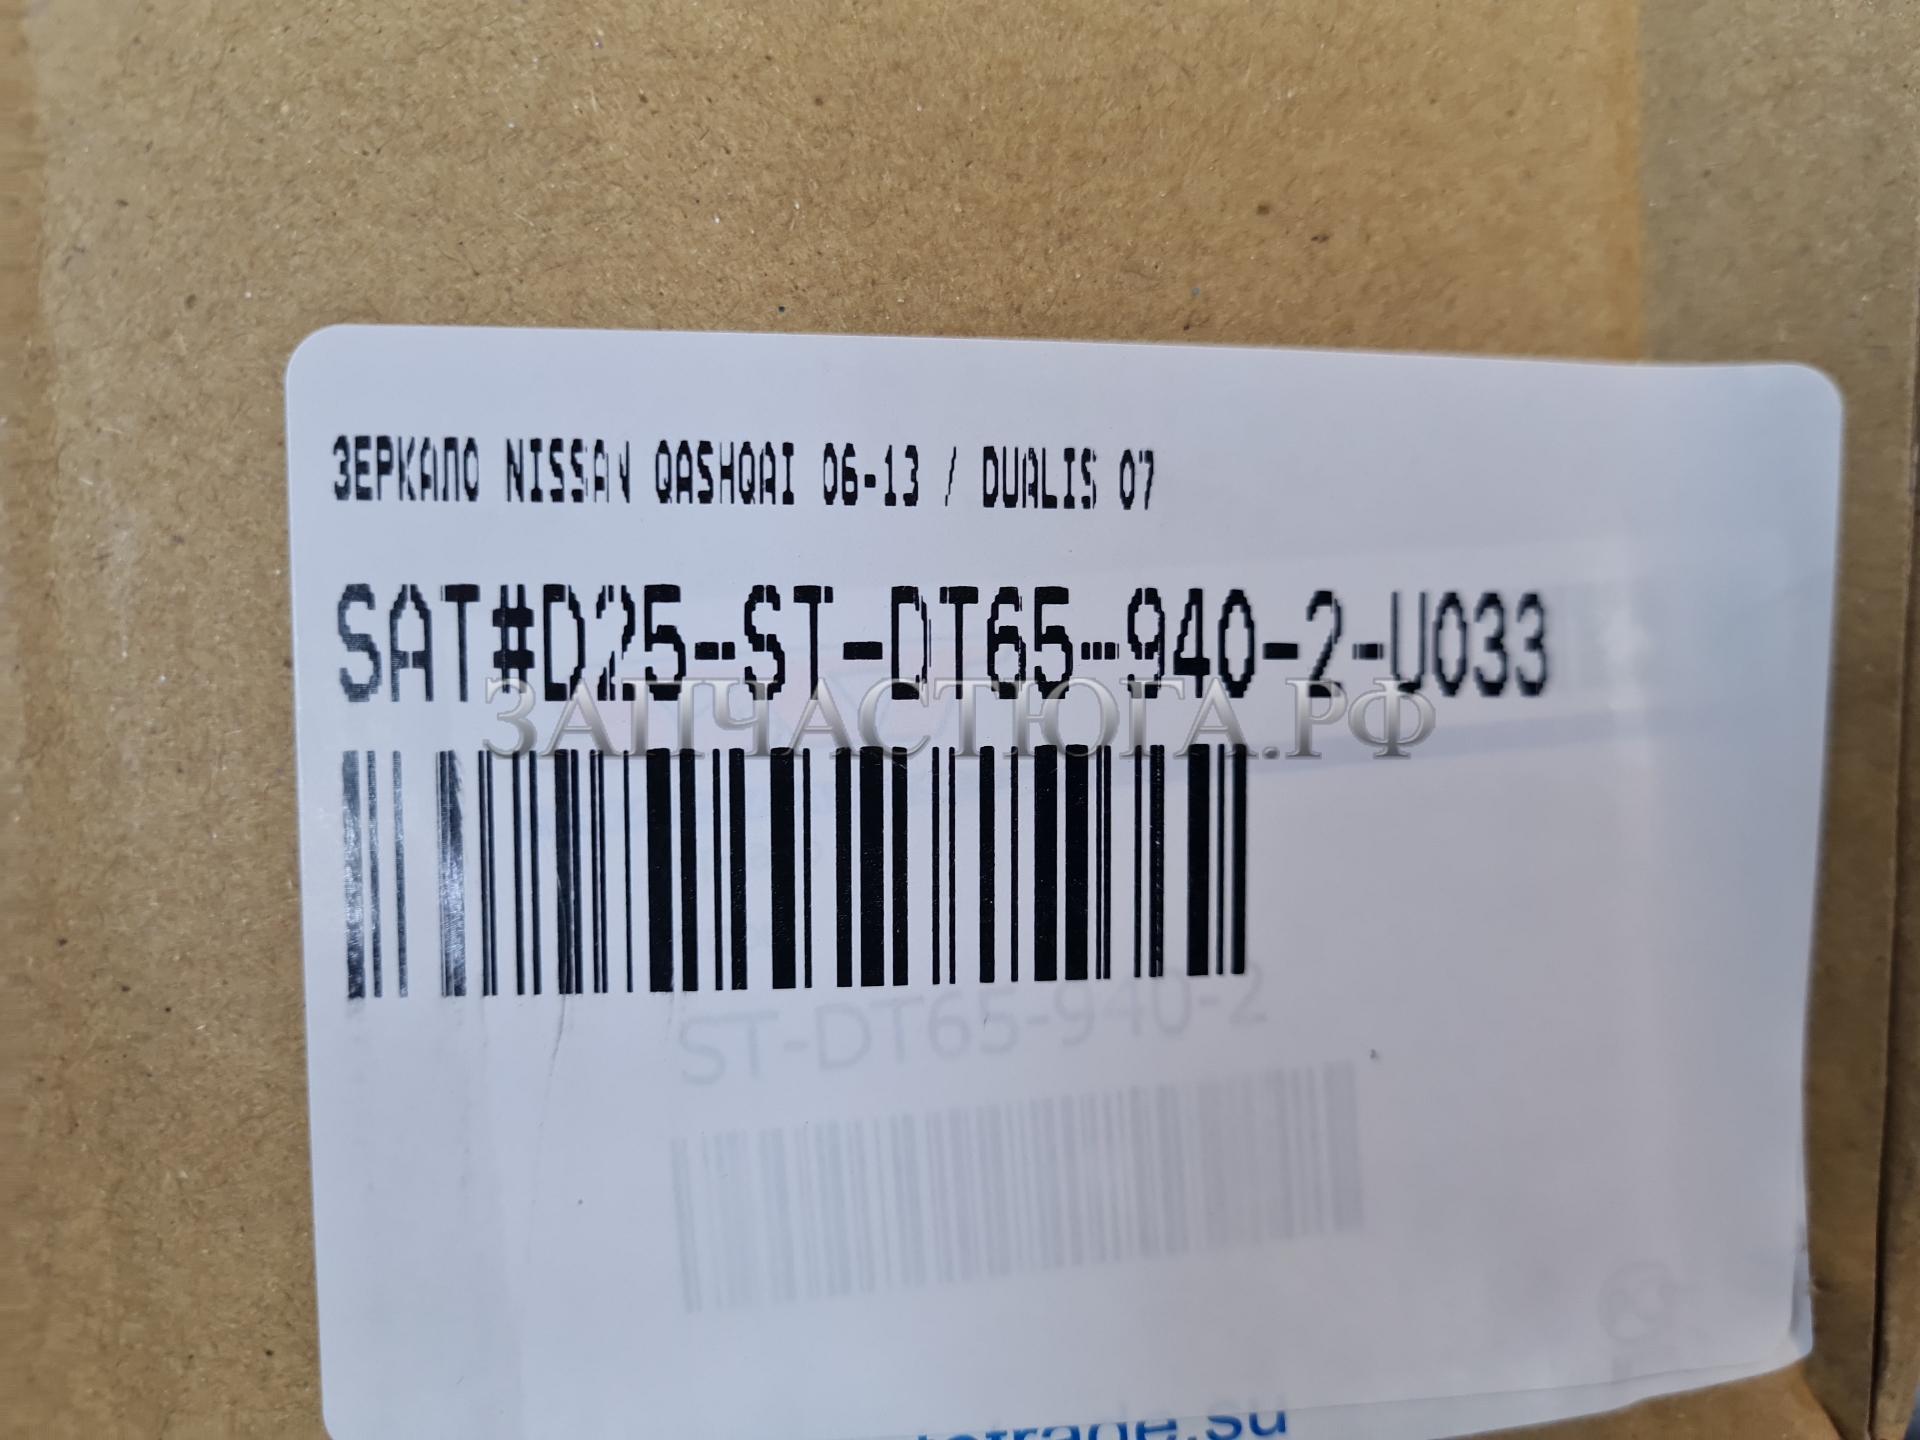 ЗЕРКАЛО NISSAN QASHQAI 06-13 / DUALIS 07
SAT#D25-ST-DT65-940-2-U033
ЗАПЧАСТЮГА.РФ
ST-DT65-940-2